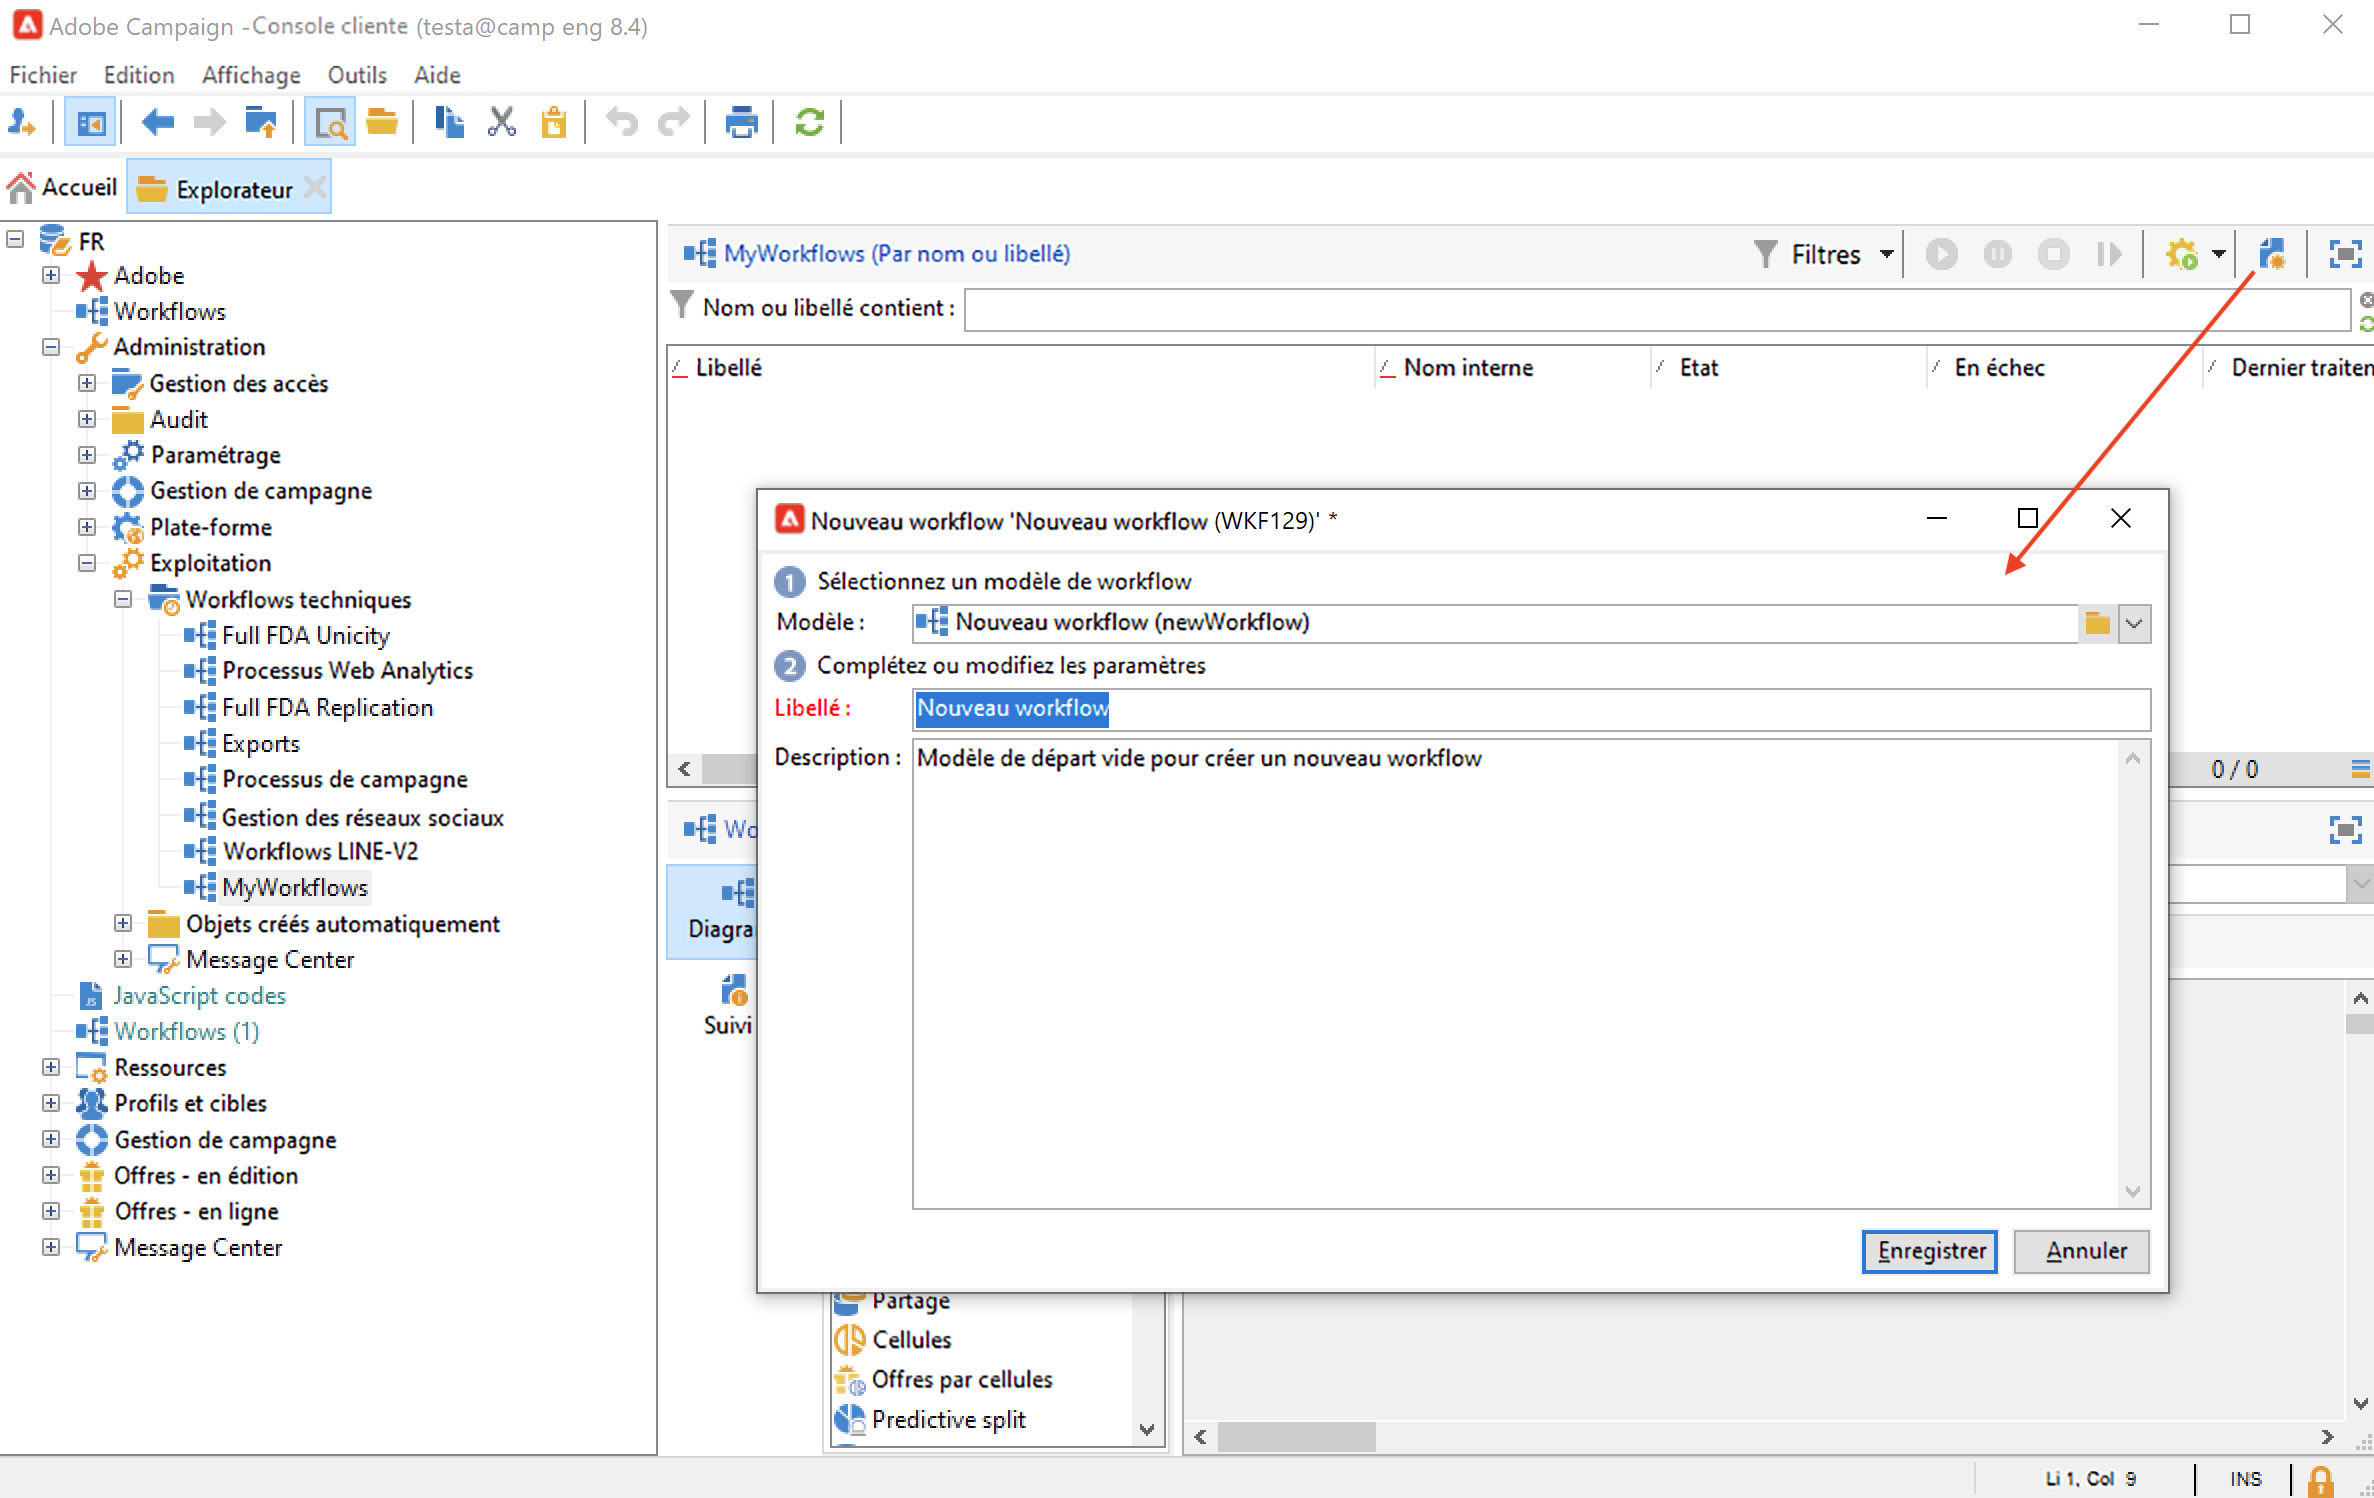 Adobe Campaign -Console cliente (testa@camp eng 8.4)
Fichier Edition Affichage Outils Aide
Accueil
Explorateur
FR
Adobe
Workflows
Administration
Gestion des accès
Audit
Paramétrage
Gestion de campagne
Plate-forme
Exploitation
Workflows techniques
Full FDA Unicity
Processus Web Analytics
Full FDA Replication
Exports
Processus de campagne
Gestion des réseaux sociaux
Workflows LINE-V2
MyWorkflows
Objets créés automatiquement
Message Center
JavaScript codes
Workflows (1)
Ressources
Profils et cibles
Gestion de campagne
Offres - en édition
Offres - en ligne
Message Center
MyWorkflows (Par nom ou libellé)
Filtres
Nom ou libellé contient :
Libellé Nom interne Etat En échec Dernier traiten
0 / 0
Wo
Diagra
Suivi
Nouveau workflow 'Nouveau workflow (WKF129)' *
1 Sélectionnez un modèle de workflow
Modèle : Nouveau workflow (newWorkflow)
2 Complétez ou modifiez les paramètres
Libellé : Nouveau workflow
Description : Modèle de départ vide pour créer un nouveau workflow
Enregistrer Annuler
Partage
Cellules
Offres par cellules
Predictive split
Li 1, Col 9 INS